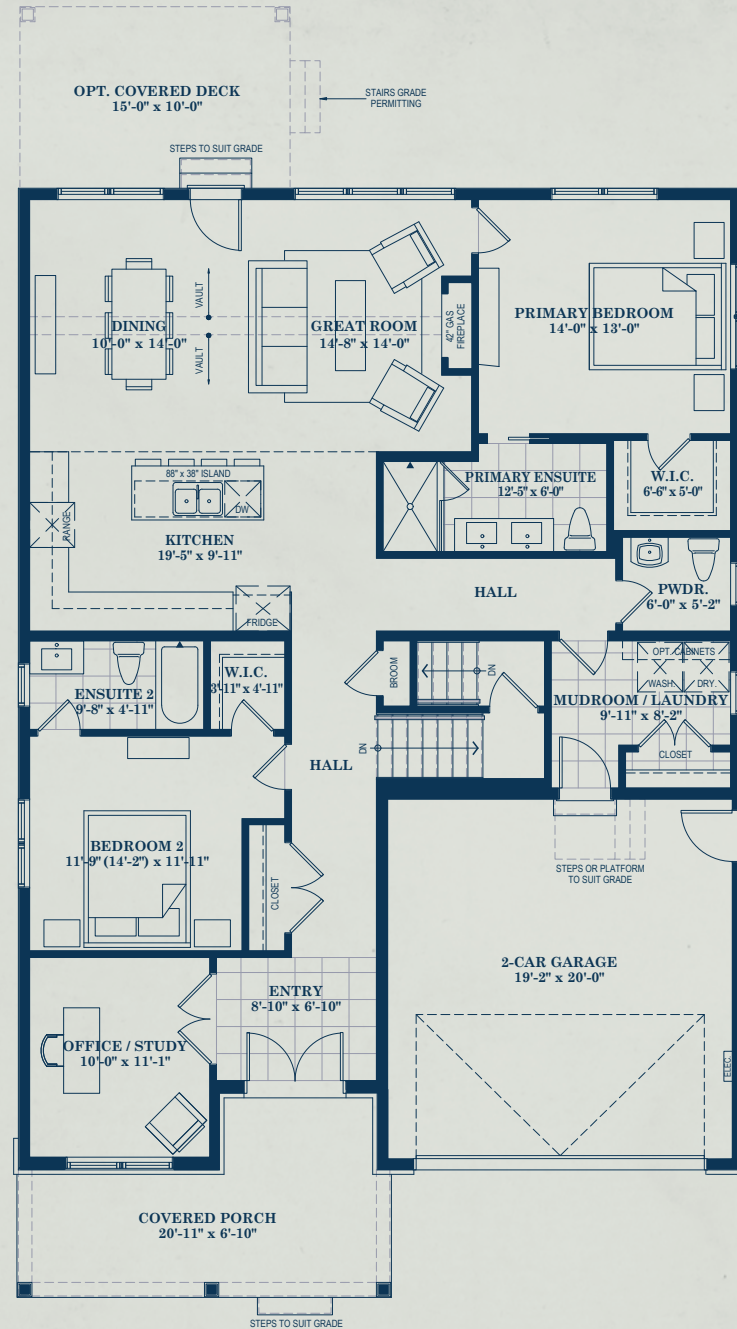 OPT. COVERED DECK
15'-0" x 10'-0"
STAIRS GRADE
PERMITTING
STEPS TO SUIT GRADE
VAULT
VAULT
DINING
10'-0" x 14'-0"
GREAT ROOM
14'-8" x 14'-0"
42" GAS
FIREPLACE
PRIMARY BEDROOM
14'-0" x 13'-0"
88" x 38" ISLAND
DW
RANGE
KITCHEN
19'-5" x 9'-11"
FRIDGE
PRIMARY ENSUITE
12'-5" x 6'-0"
W.I.C.
6'-6" x 5'-0"
HALL
PWDR.
6'-0" x 5'-2"
ENSUITE 2
9'-8" x 4'-11"
W.I.C.
3'-11" x 4'-11"
BROOM
DN
OPT. CABINETS
WASH
DRY
MUDROOM / LAUNDRY
9'-11" x 8'-2"
CLOSET
DN
HALL
BEDROOM 2
11'-9" (14'-2") x 11'-11"
CLOSET
STEPS OR PLATFORM
TO SUIT GRADE
2-CAR GARAGE
19'-2" x 20'-0"
ELEC.
ENTRY
8'-10" x 6'-10"
OFFICE / STUDY
10'-0" x 11'-1"
COVERED PORCH
20'-11" x 6'-10"
STEPS TO SUIT GRADE